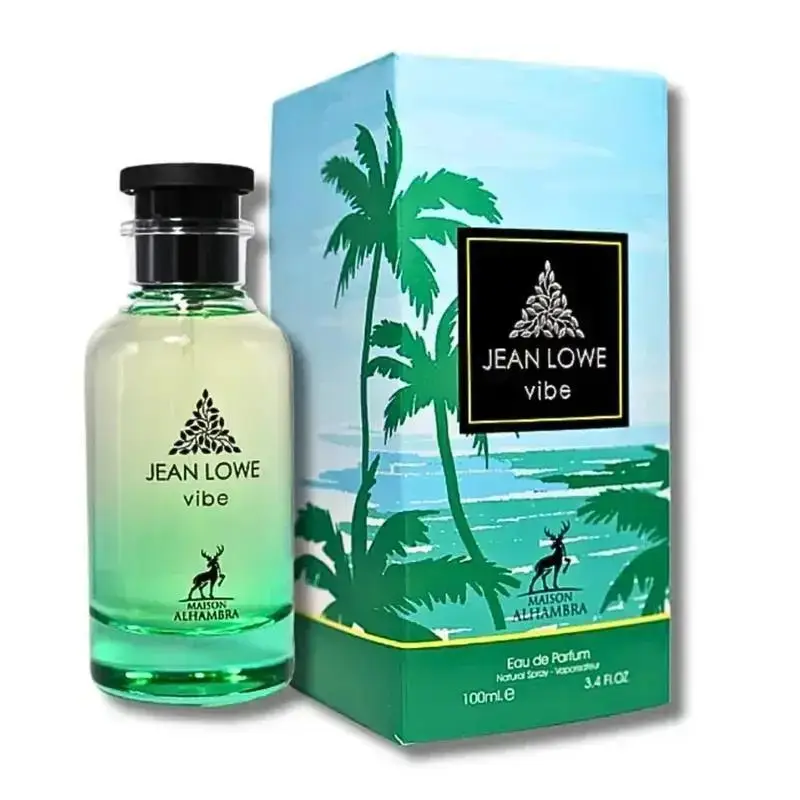 JEAN LOWE
vibe
MAISON
ALHAMBRA
JEAN LOWE
vibe
MAISON
ALHAMBRA
Eau de Parfum
Natural Spray - Vaporisateur
100mL e 3.4 Fl.OZ